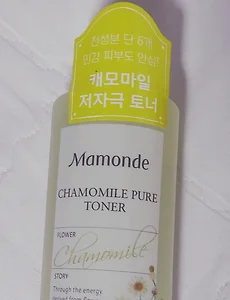 전성분 단 6개
민감 피부도 안심!
캐모마일
저자극 토너
Mamonde
CHAMOMILE PURE
TONER
FLOWER
Chamomile
STORY
Through the energy